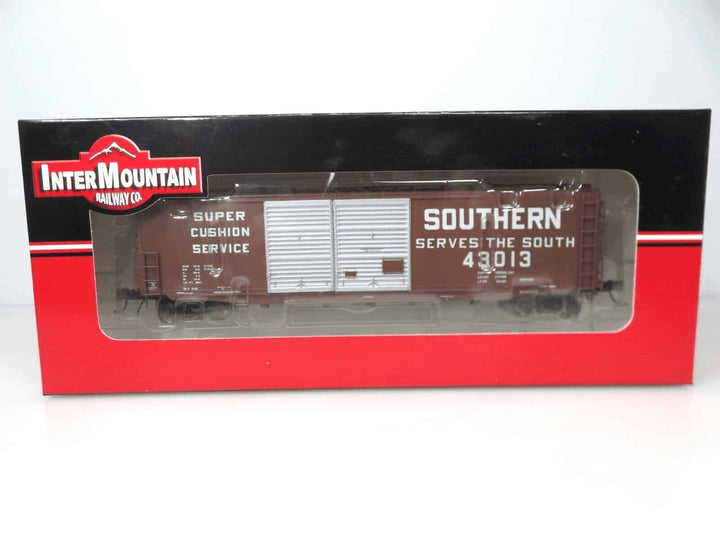 INTERMOUNTAIN
RAILWAY CO.
SUPER
CUSHION
SERVICE
SOUTHERN
SERVES THE SOUTH
43013